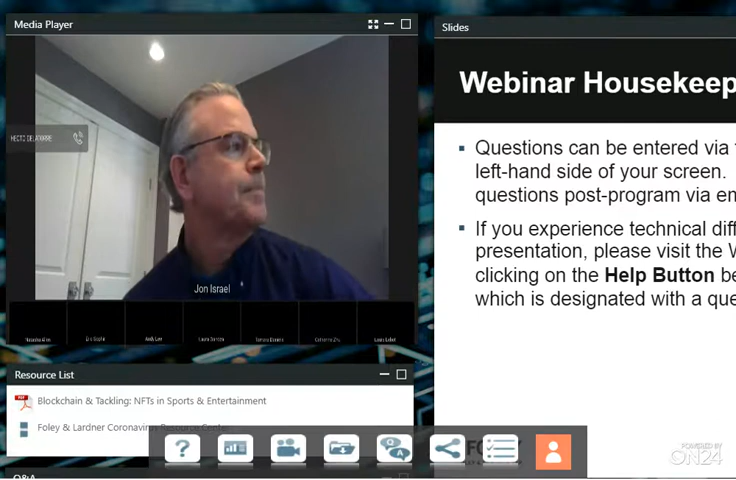 Media Player
Slides
Jon Israel
Webinar Housekeep
▪ Questions can be entered via
left-hand side of your screen.
questions post-program via em
▪ If you experience technical diff
presentation, please visit the W
clicking on the Help Button be
which is designated with a que
Resource List
Blockchain & Tackling: NFTs in Sports & Entertainment
Foley & Lardner Coronavirus Resource Center
?
Q
A
POWERED BY
ON24
Q&A